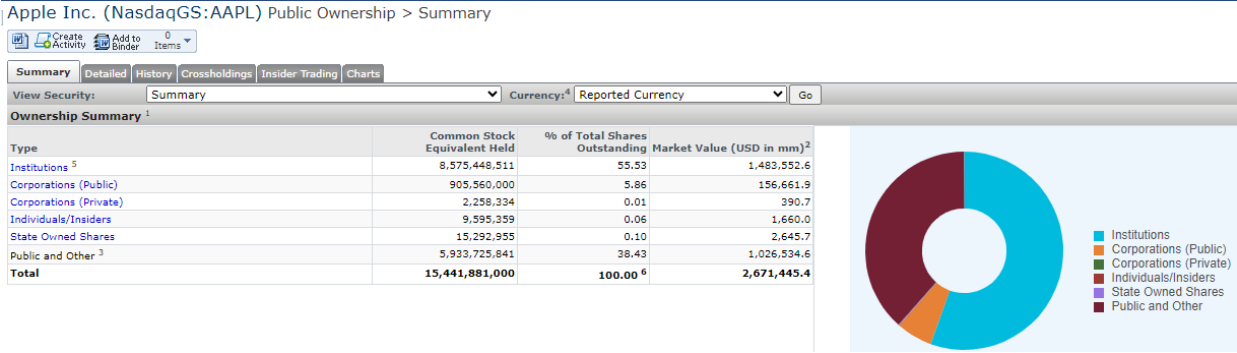 Apple Inc. (NasdaqGS:AAPL) Public Ownership > Summary
Create Activity Add to Binder 0 Items
Summary Detailed History Crossholdings Insider Trading Charts
View Security: Summary Currency:4 Reported Currency Go
Ownership Summary 1
Type Common Stock Equivalent Held % of Total Shares Outstanding Market Value (USD in mm)2
Institutions 5 8,575,448,511 55.53 1,483,552.6
Corporations (Public) 905,560,000 5.86 156,661.9
Corporations (Private) 2,258,334 0.01 390.7
Individuals/Insiders 9,595,359 0.06 1,660.0
State Owned Shares 15,292,955 0.10 2,645.7
Public and Other 3 5,933,725,841 38.43 1,026,534.6
Total 15,441,881,000 100.00 6 2,671,445.4
Institutions
Corporations (Public)
Corporations (Private)
Individuals/Insiders
State Owned Shares
Public and Other